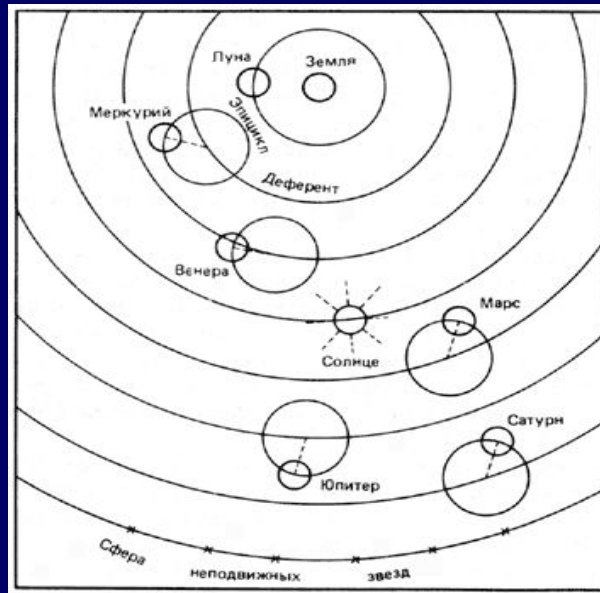 Луна
Земля
Меркурий
Эпицикл
Деферент
Венера
Марс
Солнце
Сатурн
Юпитер
Сфера неподвижных звезд